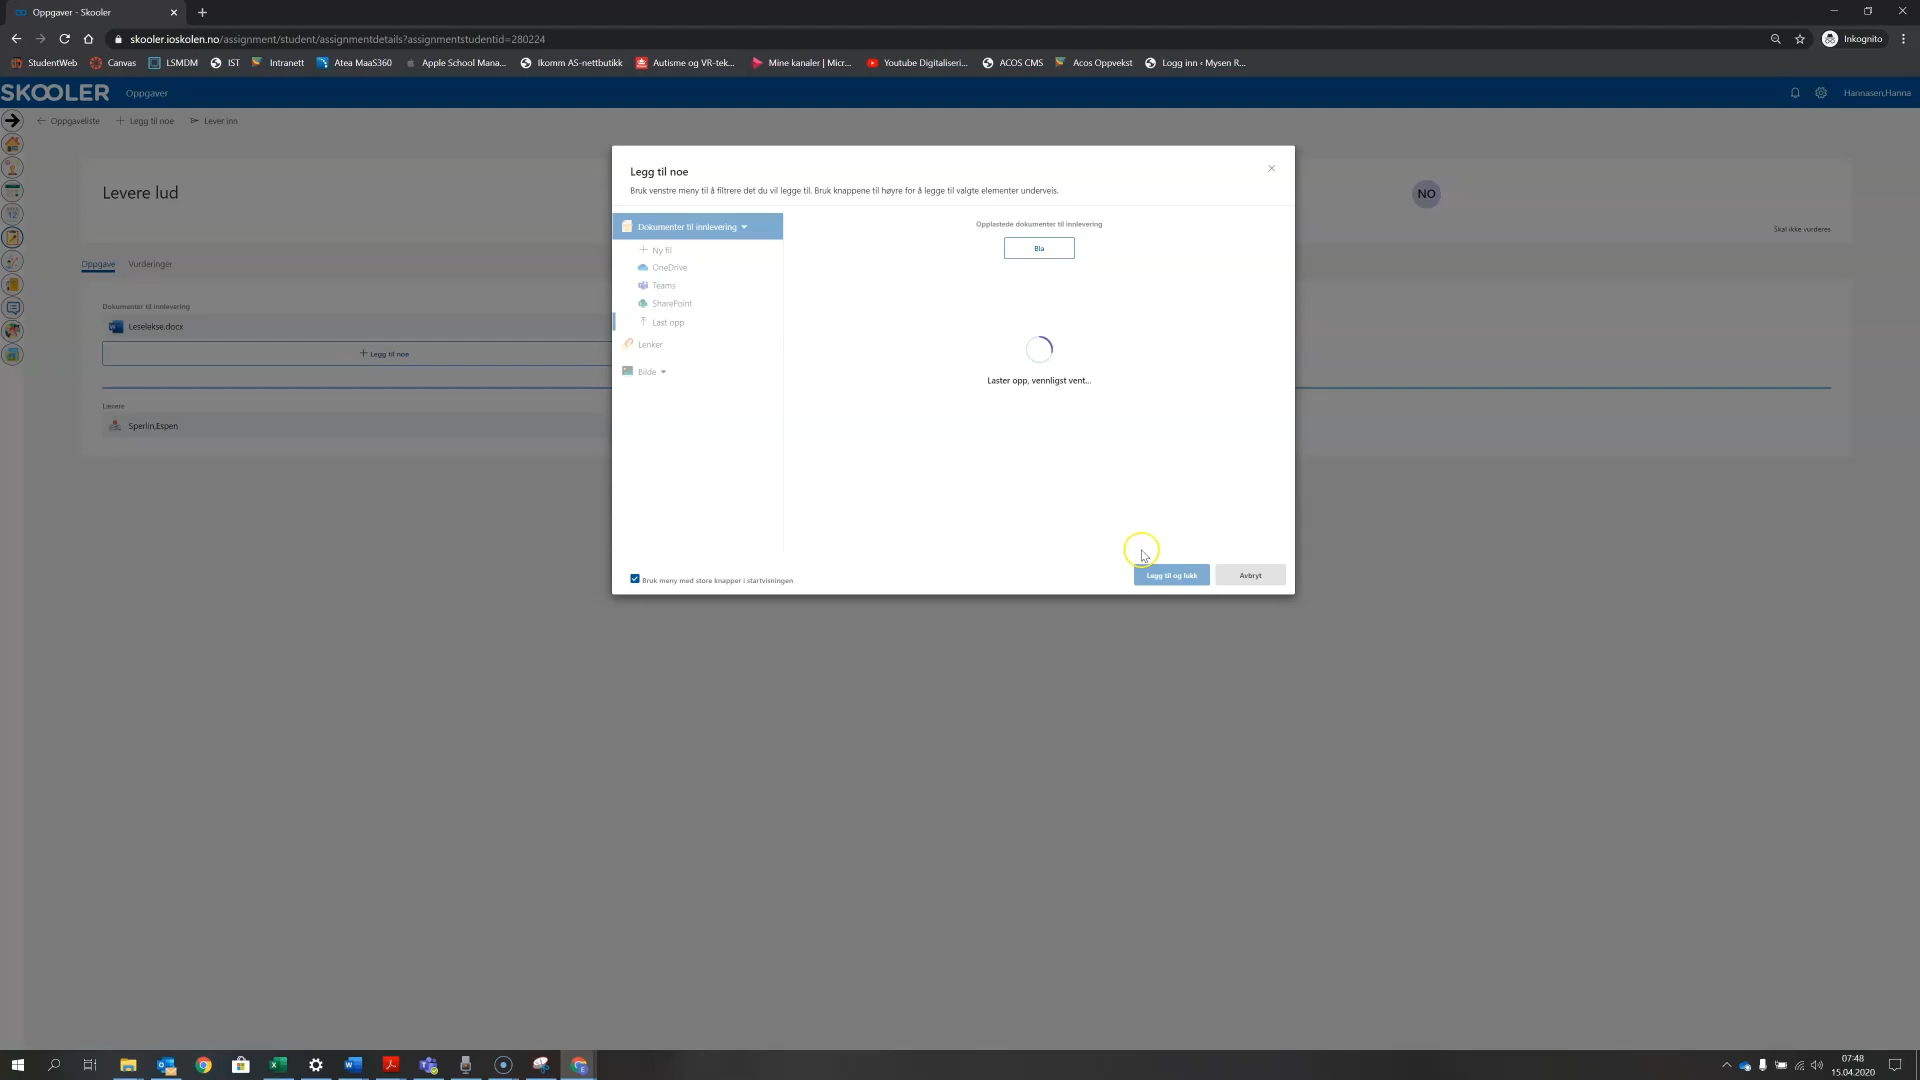 Oppgaver - Skooler
skooler.ioskolen.no/assignment/student/assignmentdetails?assignmentstudentid=280224
Inkognito
StudentWeb
Canvas
LSMDM
IST
Intranett
Atea MaaS360
Apple School Mana...
Ikomm AS-nettbutikk
Autisme og VR-tek...
Mine kanaler | Micr...
Youtube Digitaliseri...
ACOS CMS
Acos Oppvekst
Logg inn ‹ Mysen R...
SKOOLER
Oppgaver
Hannasen,Hanna
Oppgaveliste
Legg til noe
Lever inn
Levere lud
NO
Skal ikke vurderes
Oppgave
Vurderinger
Dokumenter til innlevering
Leselekse.docx
+ Legg til noe
Lærere
Sperlin,Espen
Legg til noe
Bruk venstre meny til å filtrere det du vil legge til. Bruk knappene til høyre for å legge til valgte elementer underveis.
Dokumenter til innlevering
Ny fil
OneDrive
Teams
SharePoint
Last opp
Lenker
Bilde
Opplastede dokumenter til innlevering
Bla
Laster opp, vennligst vent...
Bruk meny med store knapper i startvisningen
Legg til og lukk
Avbryt
07:48
15.04.2020